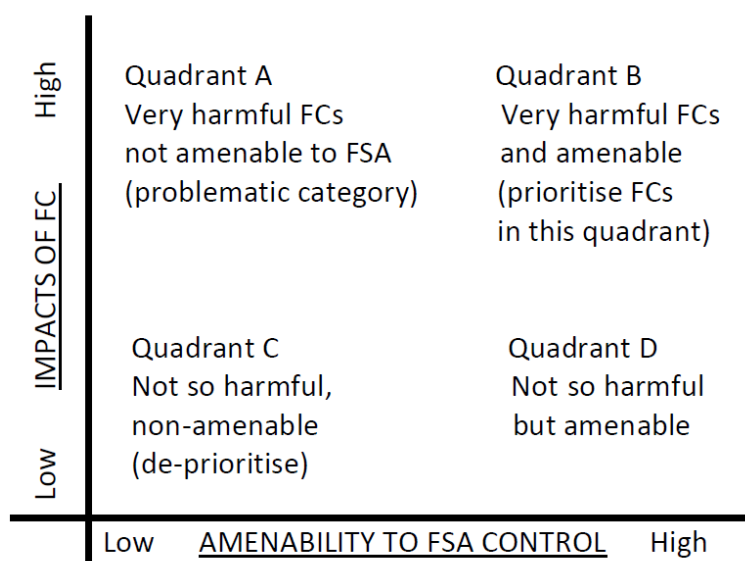 High
IMPACTS OF FC
Low
Quadrant A
Very harmful FCs
not amenable to FSA
(problematic category)
Quadrant B
Very harmful FCs
and amenable
(prioritise FCs
in this quadrant)
Quadrant C
Not so harmful,
non-amenable
(de-prioritise)
Quadrant D
Not so harmful
but amenable
Low AMENABILITY TO FSA CONTROL High